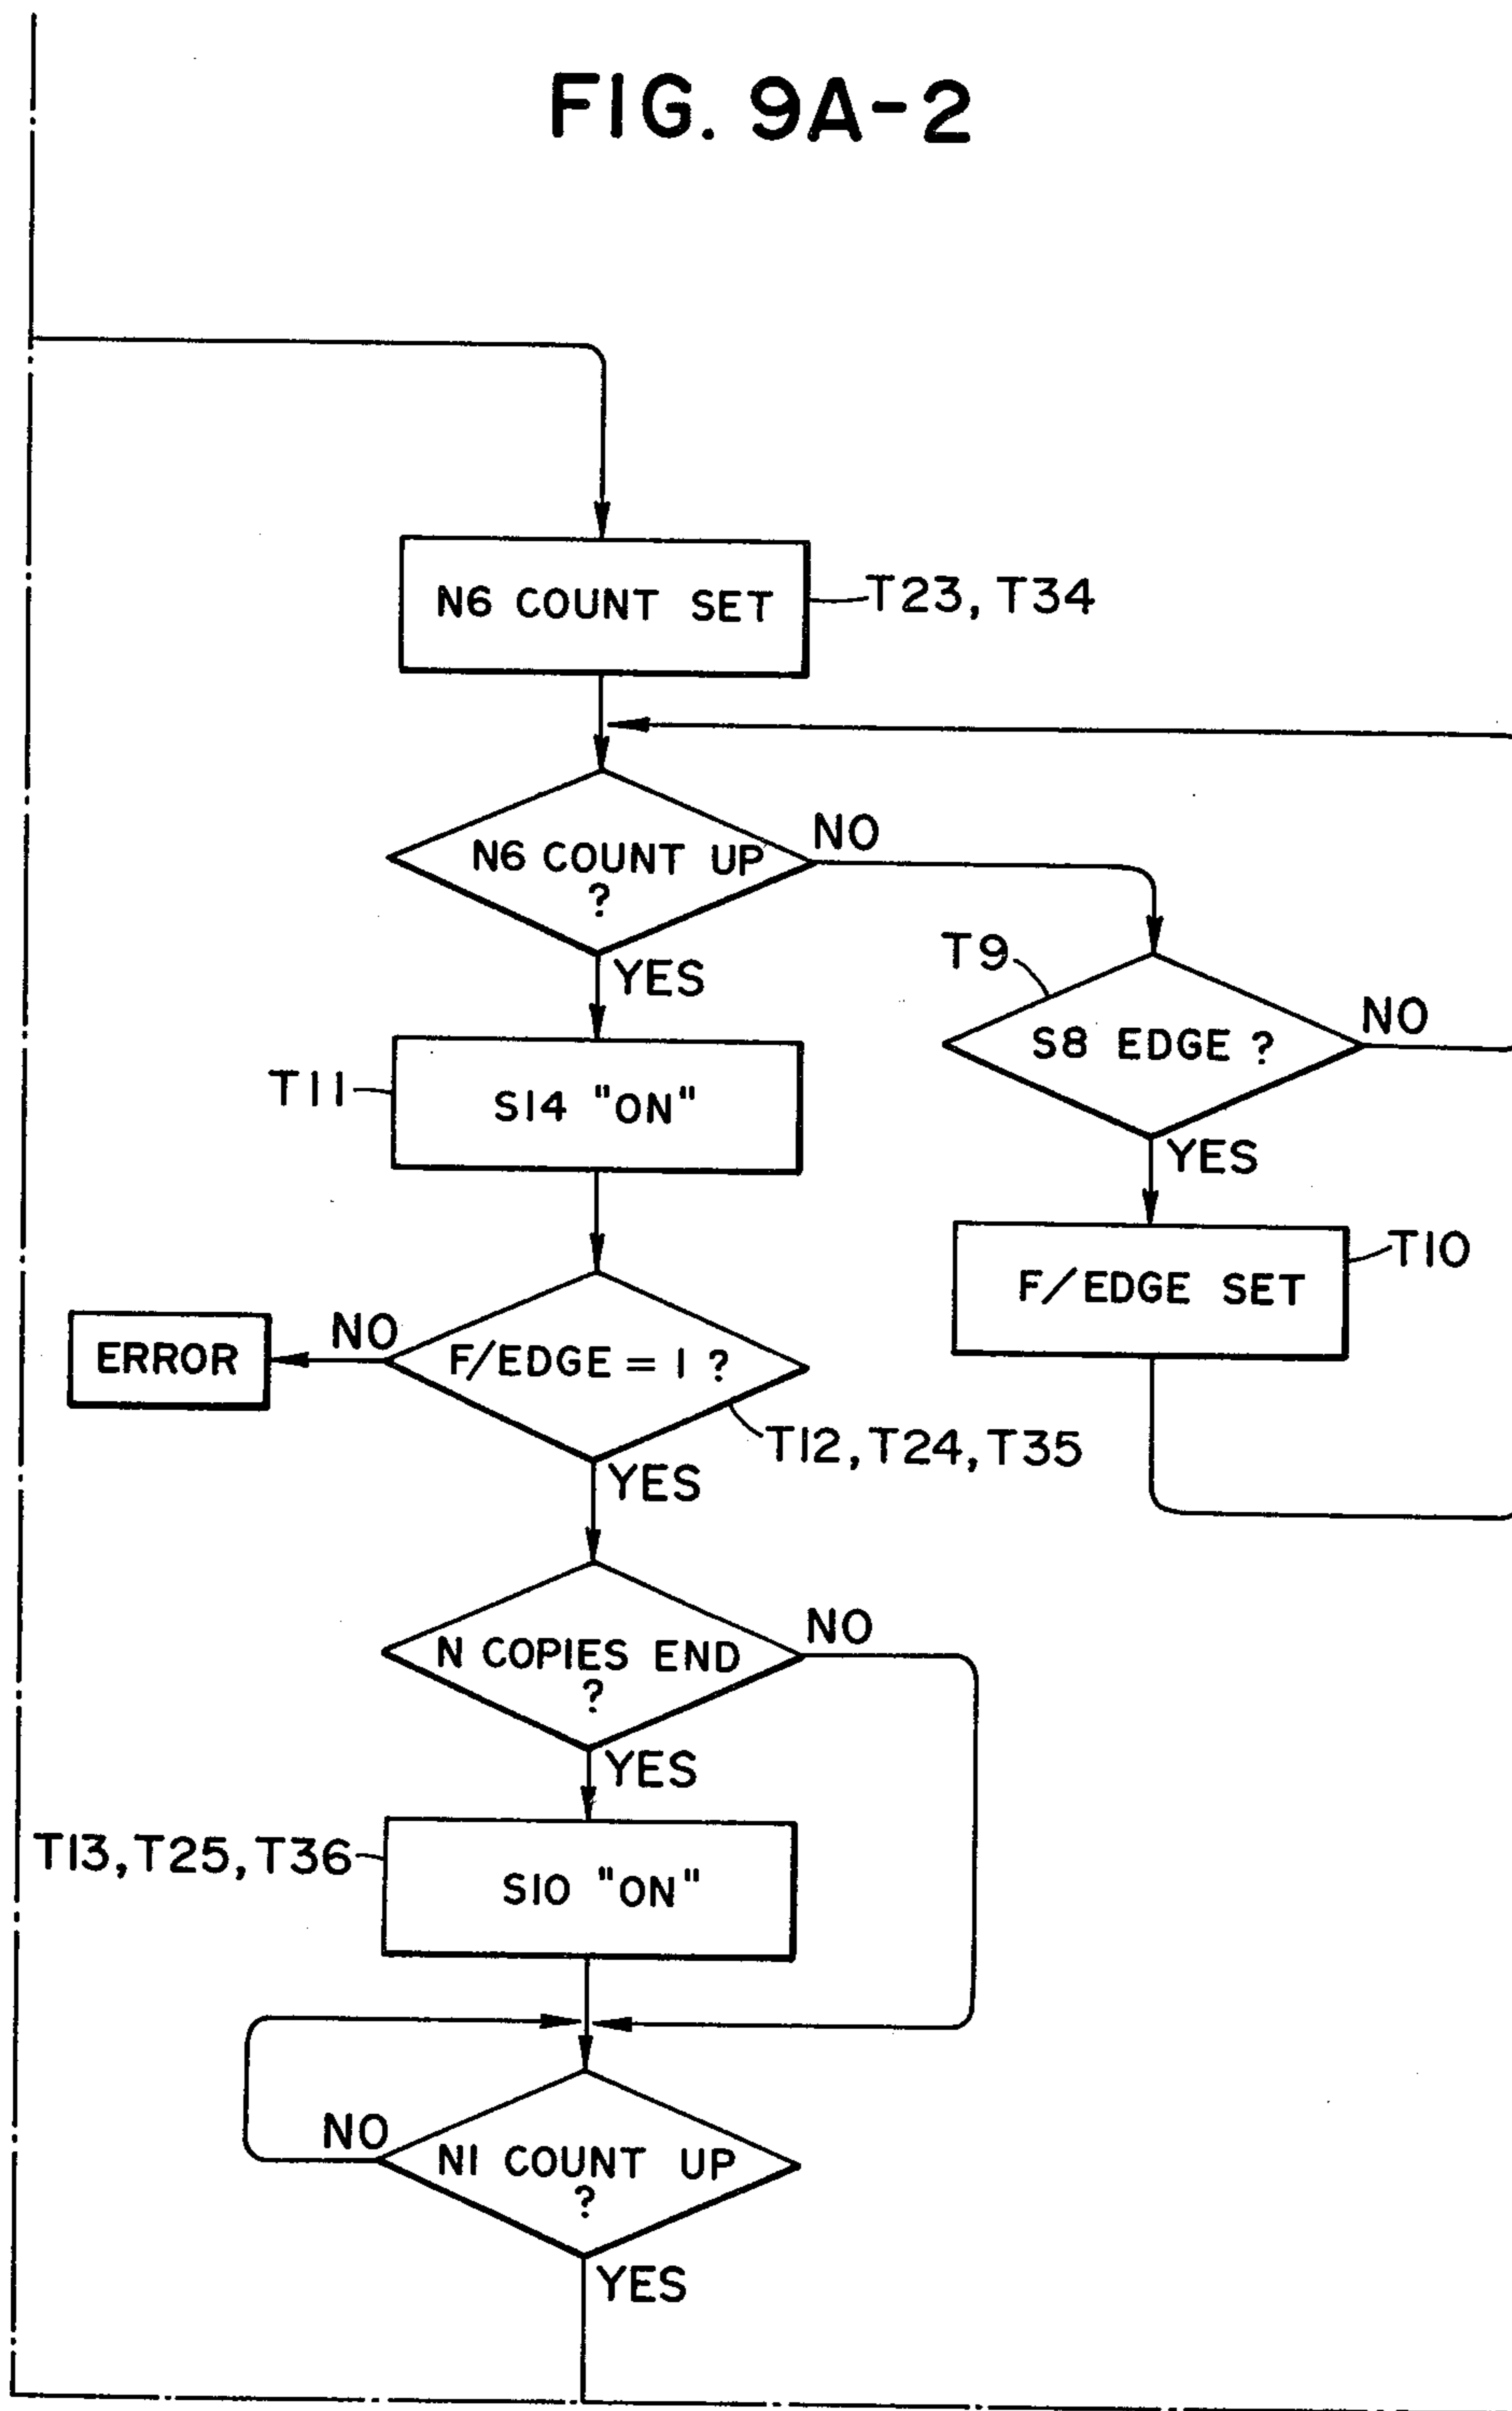 FIG. 9A-2
N6 COUNT SET
T23, T34
N6 COUNT UP
?
NO
YES
T9
S8 EDGE ?
NO
YES
T11
S14 "ON"
F/EDGE SET
T10
ERROR
NO
F/EDGE = 1 ?
T12, T24, T35
YES
N COPIES END
?
NO
YES
T13, T25, T36
S10 "ON"
NO
N1 COUNT UP
?
YES